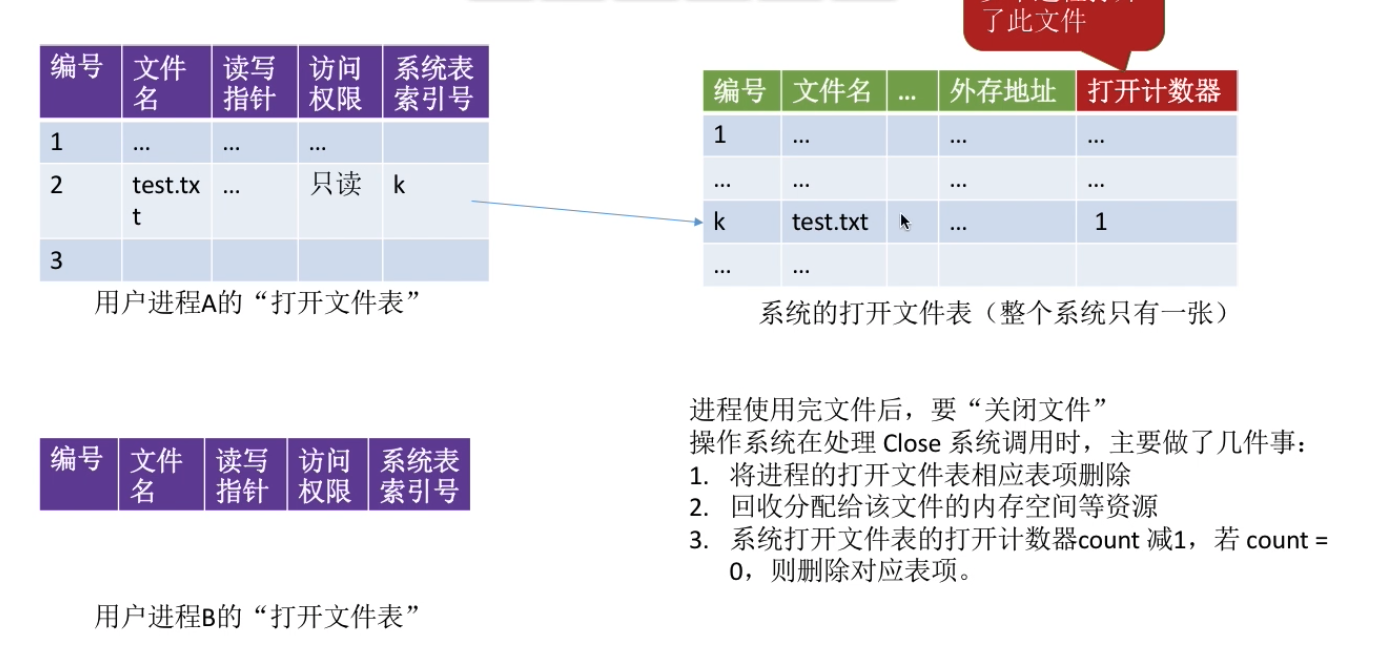 了此文件
编号 文件名 读写指针 访问权限 系统表索引号
1 ... ... ...
2 test.txt ... 只读 k
3
用户进程A的“打开文件表”
编号 文件名 ... 外存地址 打开计数器
1 ... ... ...
... ... ... ...
k test.txt ... 1
... ...
系统的打开文件表（整个系统只有一张）
编号 文件名 读写指针 访问权限 系统表索引号
用户进程B的“打开文件表”
进程使用完文件后，要“关闭文件”
操作系统在处理 Close 系统调用时，主要做了几件事：
1. 将进程的打开文件表相应表项删除
2. 回收分配给该文件的内存空间等资源
3. 系统打开文件表的打开计数器count 减1，若 count =
0，则删除对应表项。